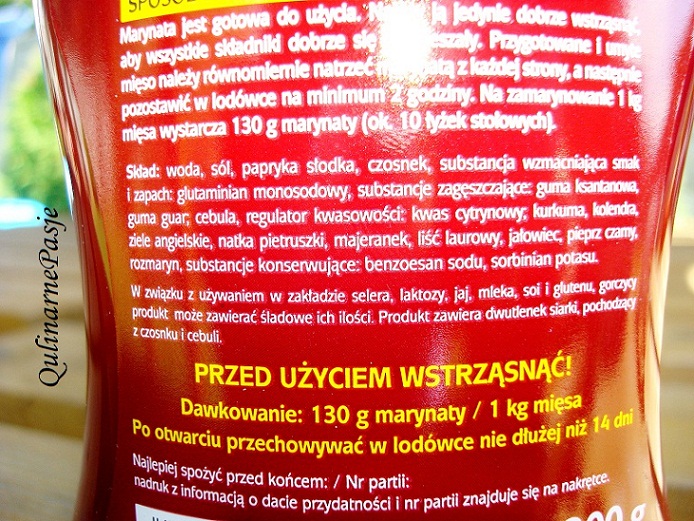 SPOSÓB
Marynata jest gotowa do użycia. Należy ją jedynie dobrze wstrząsnąć,
aby wszystkie składniki dobrze się wymieszały. Przygotowane i umyte
mięso należy równomiernie natrzeć marynatą z każdej strony, a następnie
pozostawić w lodówce na minimum 2 godziny. Na zamarynowanie 1 kg
mięsa wystarcza 130 g marynaty (ok. 10 łyżek stołowych).
Skład: woda, sól, papryka słodka, czosnek, substancja wzmacniająca smak
i zapach: glutaminian monosodowy, substancje zagęszczające: guma ksantanowa,
guma guar; cebula, regulator kwasowości: kwas cytrynowy; kurkuma, kolendra,
ziele angielskie, natka pietruszki, majeranek, liść laurowy, jałowiec, pieprz czarny,
rozmaryn, substancje konserwujące: benzoesan sodu, sorbinian potasu.
W związku z używaniem w zakładzie selera, laktozy, jaj, mleka, soi i glutenu, gorczycy
produkt może zawierać śladowe ich ilości. Produkt zawiera dwutlenek siarki, pochodzący
z czosnku i cebuli.
PRZED UŻYCIEM WSTRZĄSNĄĆ!
Dawkowanie: 130 g marynaty / 1 kg mięsa
Po otwarciu przechowywać w lodówce nie dłużej niż 14 dni
Najlepiej spożyć przed końcem: / Nr partii:
nadruk z informacją o dacie przydatności i nr partii znajduje się na nakrętce.
QulinarnePasje